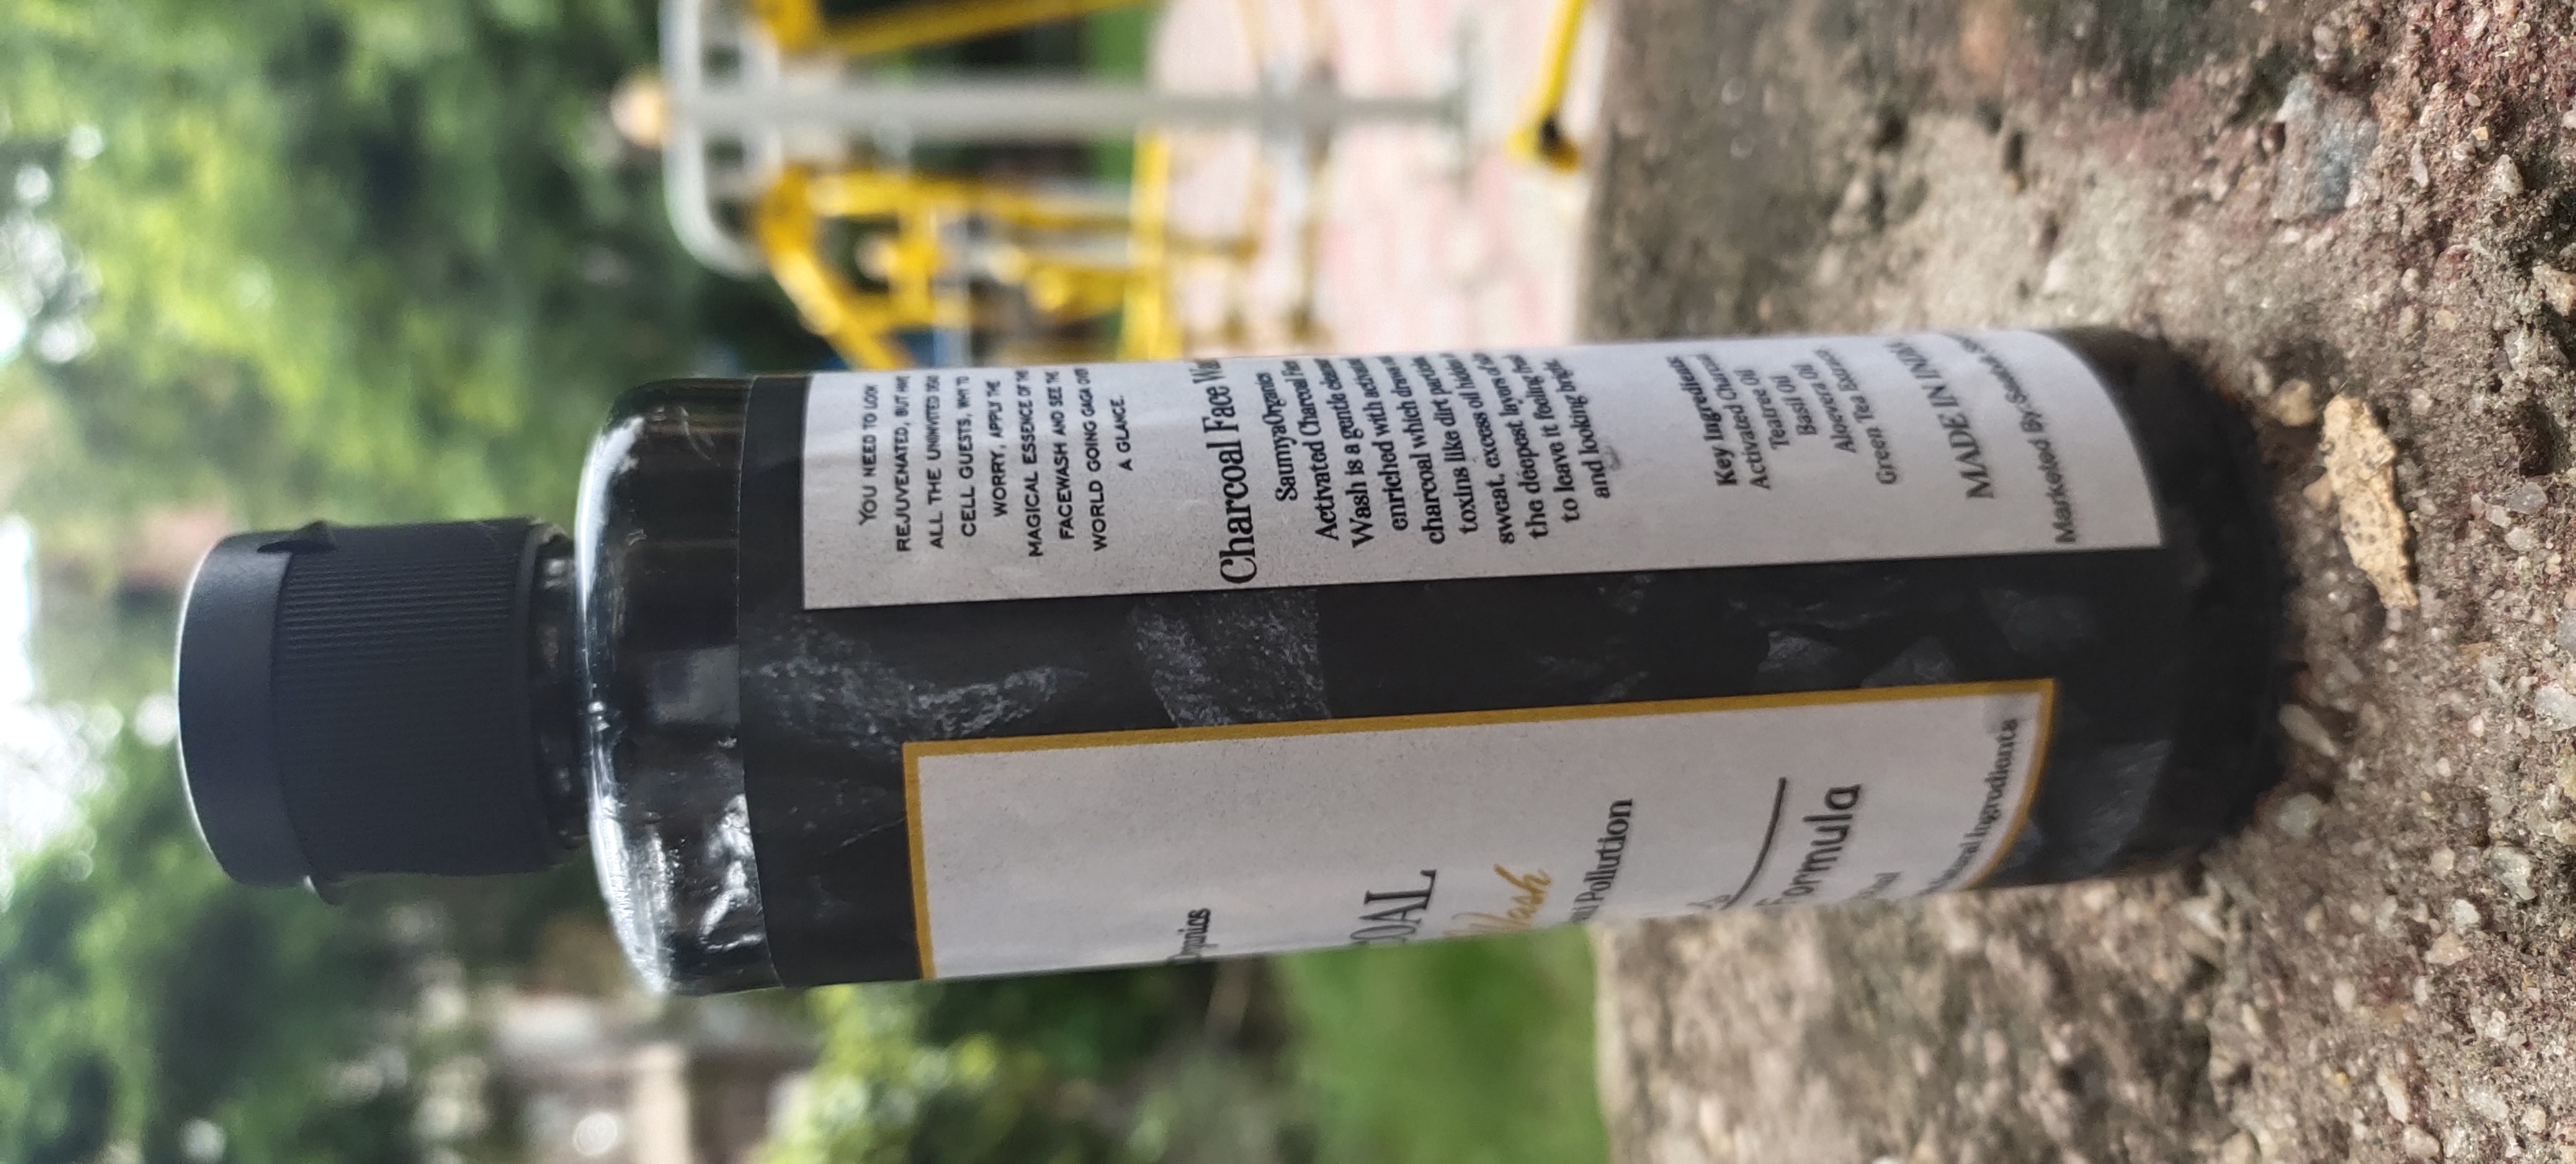 Organics
COAL
Wash
Pollution
Formula
Natural Ingredients
YOU NEED TO LOOK
REJUVENATED, BUT HAVE
ALL THE UNINVITED DEAD
CELL GUESTS, WHY TO
WORRY, APPLY THE
MAGICAL ESSENCE OF THIS
FACEWASH AND SEE THE
WORLD GOING GAGA OVER
A GLANCE.
Charcoal Face Wash
SaumyaOrganics
Activated Charcoal Face
Wash is a gentle cleanser
enriched with activated
charcoal which draws out
toxins like dirt particles,
sweat, excess oil hidden in
the deepest layers of skin
to leave it feeling fresh
and looking bright.
Key Ingredients:
Activated Charcoal
Teatree Oil
Basil Oil
Aloevera Oil
Green Tea Extracts
MADE IN INDIA
Marketed By: